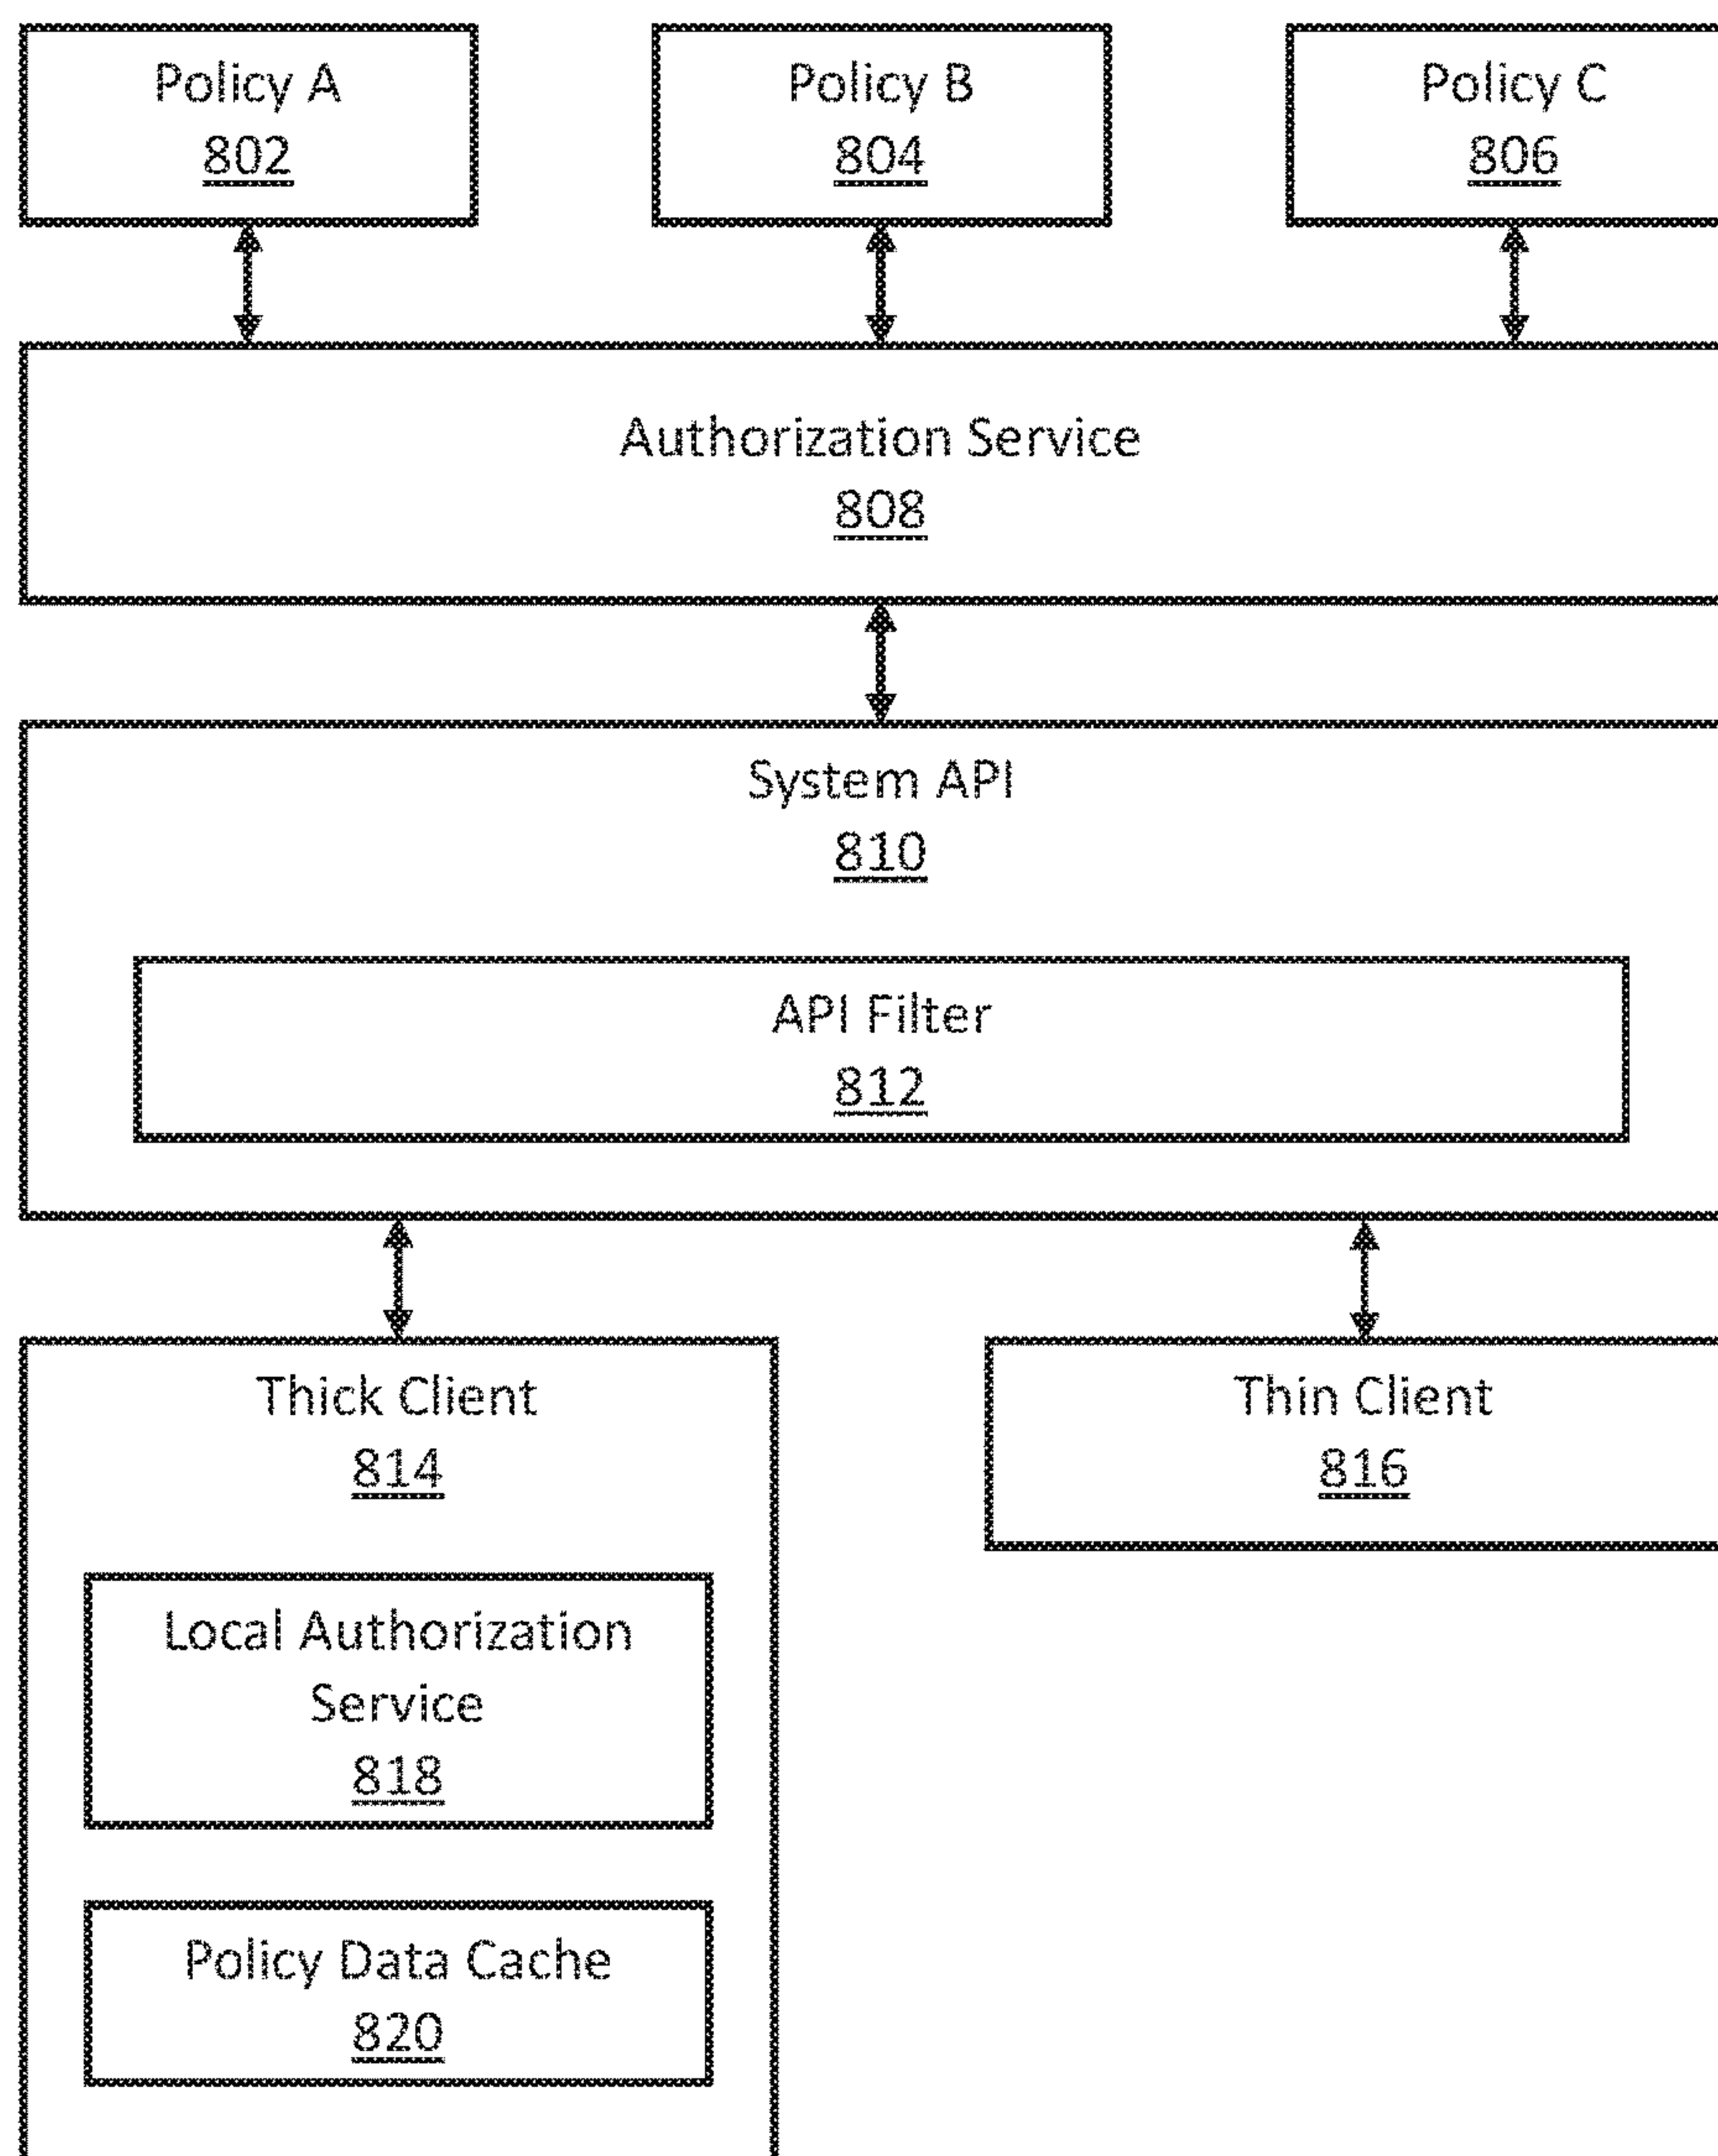 Policy A
802
Policy B
804
Policy C
806
Authorization Service
808
System API
810
API Filter
812
Thick Client
814
Thin Client
816
Local Authorization
Service
818
Policy Data Cache
820